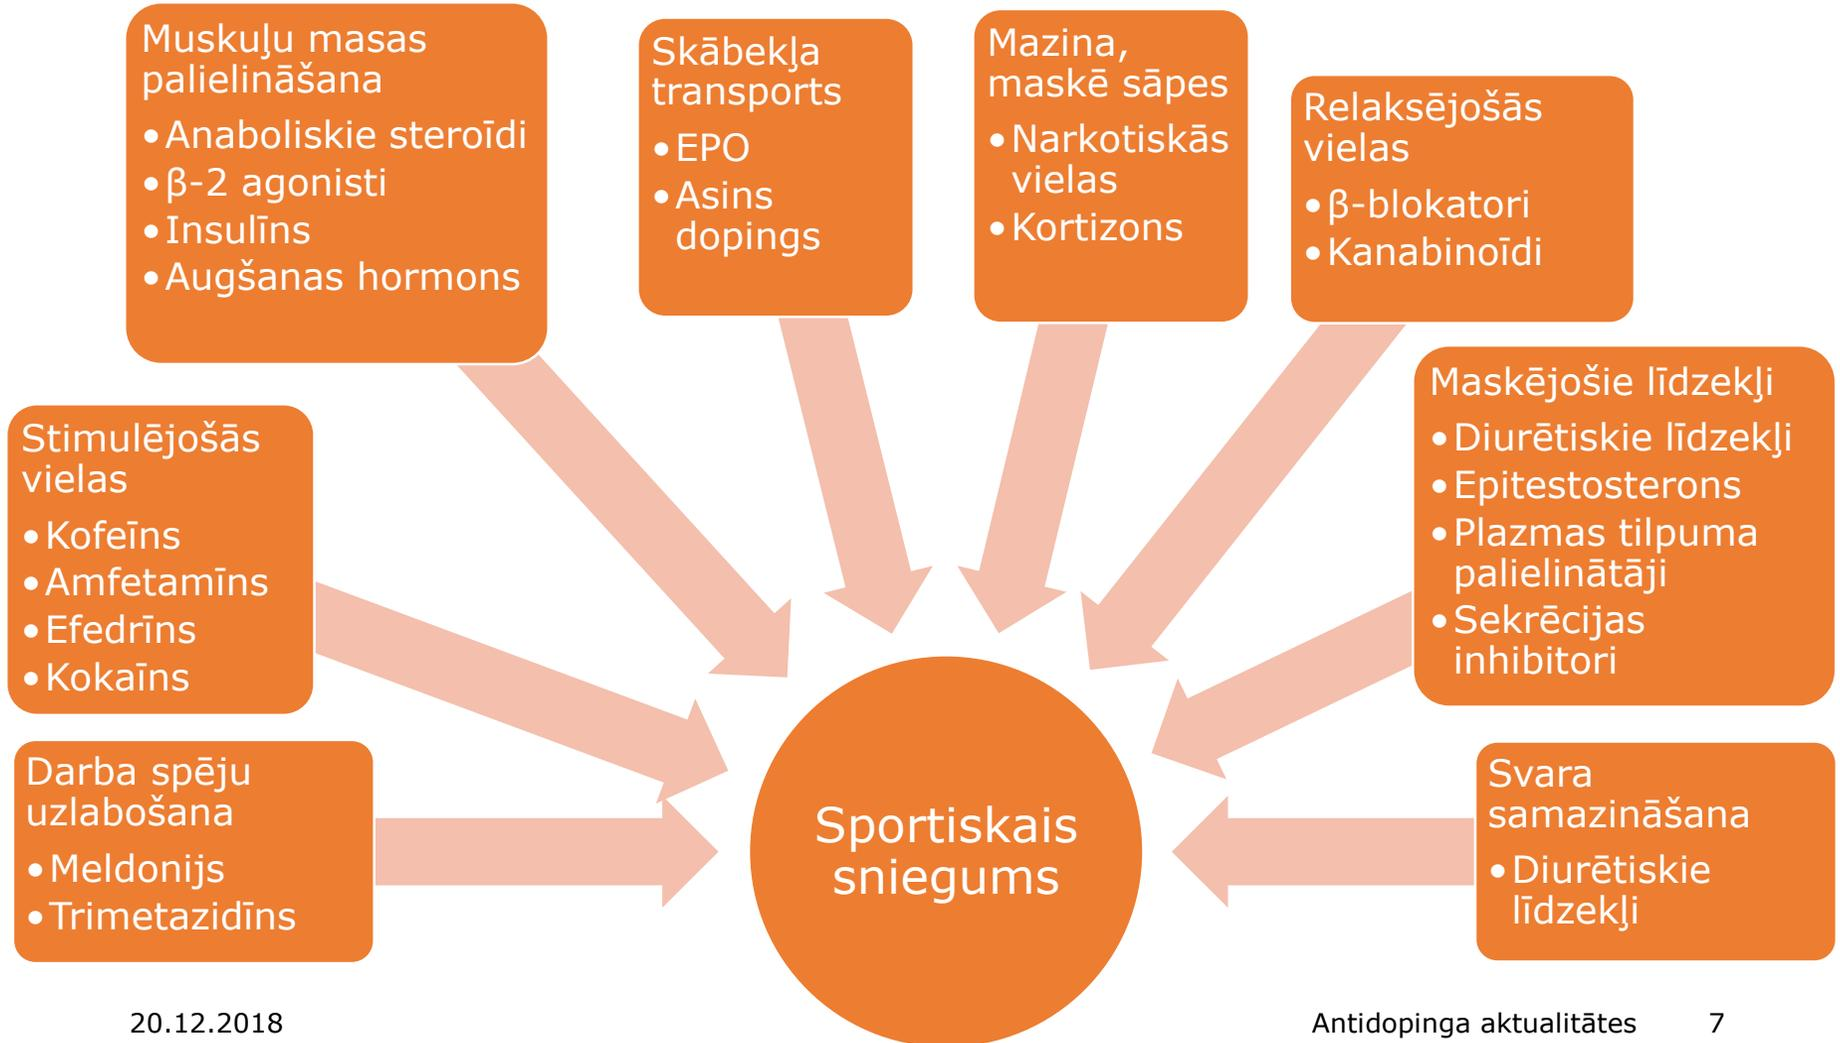 Muskuļu masas
palielināšana
•Anaboliskie steroīdi
•β-2 agonisti
•Insulīns
•Augšanas hormons
Skābekļa
transports
•EPO
•Asins
dopings
Mazina,
maskē sāpes
•Narkotiskās
vielas
•Kortizons
Relaksējošās
vielas
•β-blokatori
•Kanabinoīdi
Stimulējošās
vielas
•Kofeīns
•Amfetamīns
•Efedrīns
•Kokaīns
Maskējošie līdzekļi
•Diurētiskie līdzekļi
•Epitestosterons
•Plazmas tilpuma
palielinātāji
•Sekrēcijas
inhibitori
Darba spēju
uzlabošana
•Meldonijs
•Trimetazidīns
Sportiskais
sniegums
Svara
samazināšana
•Diurētiskie
līdzekļi
20.12.2018
Antidopinga aktualitātes 7